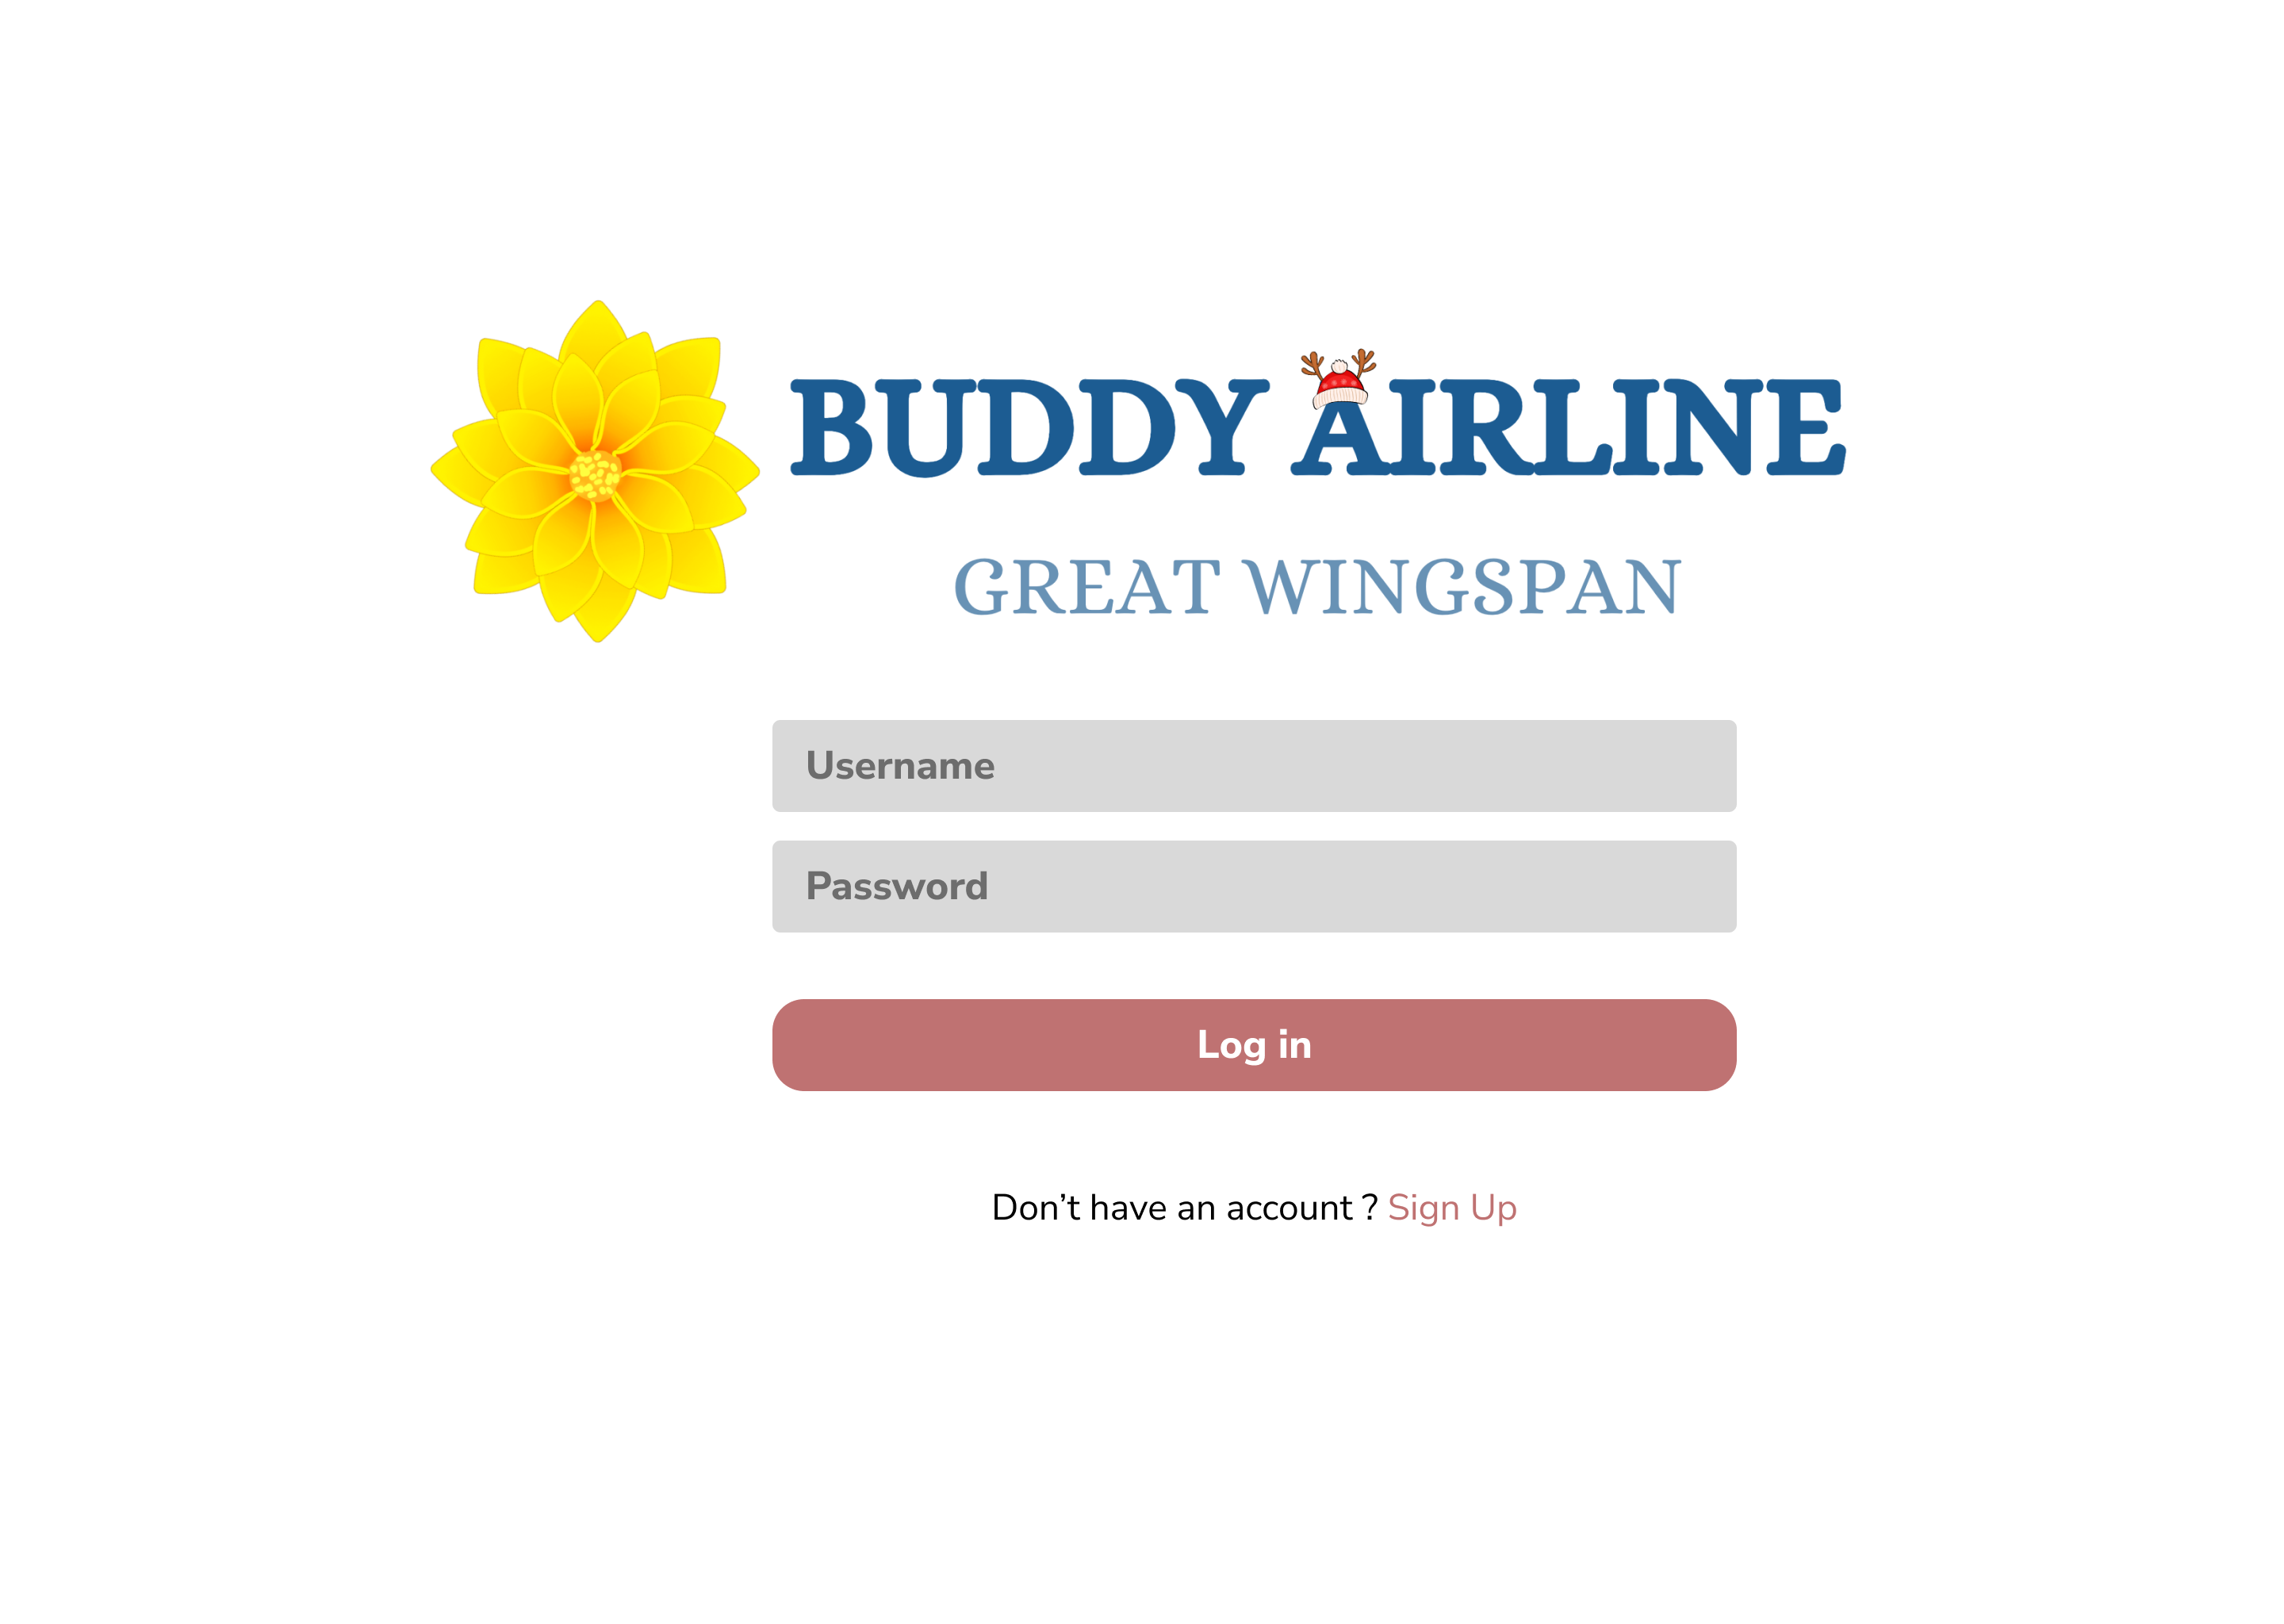 BUDDY AIRLINE
GREAT WINGSPAN
Username
Password
Log in
Don't have an account ? Sign Up